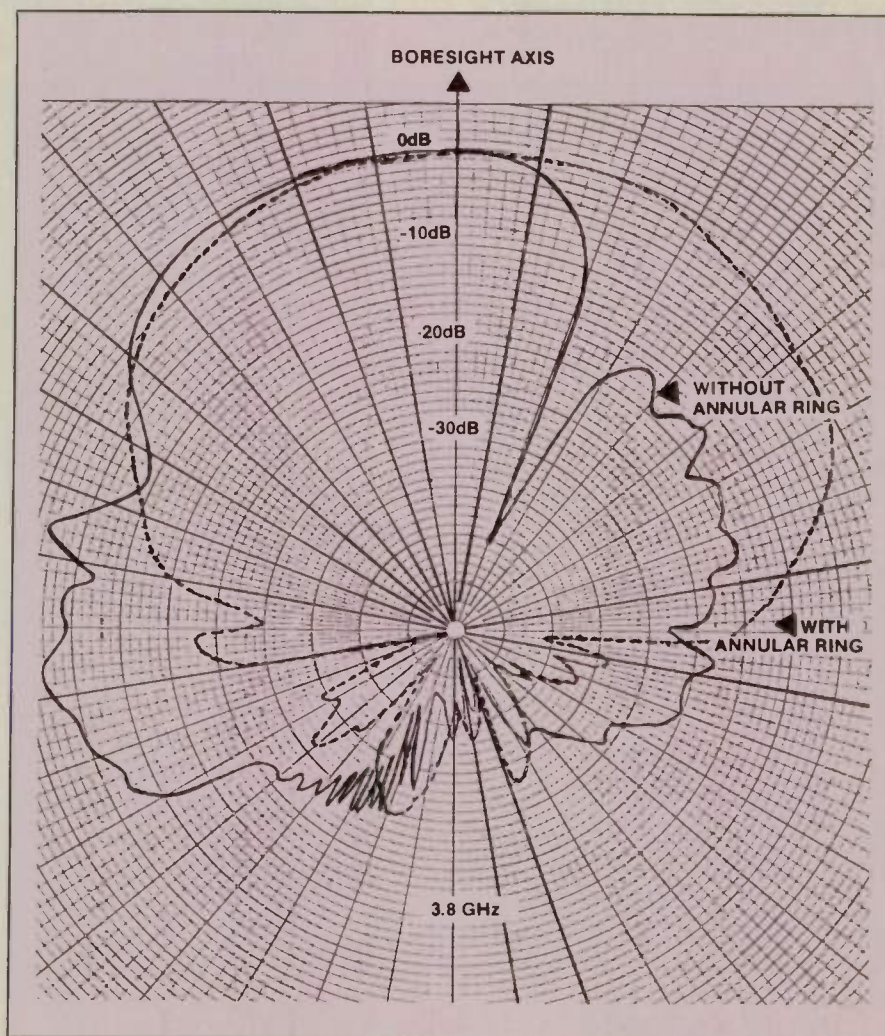 BORESIGHT AXIS
0dB
-10dB
-20dB
-30dB
WITHOUT
ANNULAR RING
WITH
ANNULAR RING
3.8 GHz